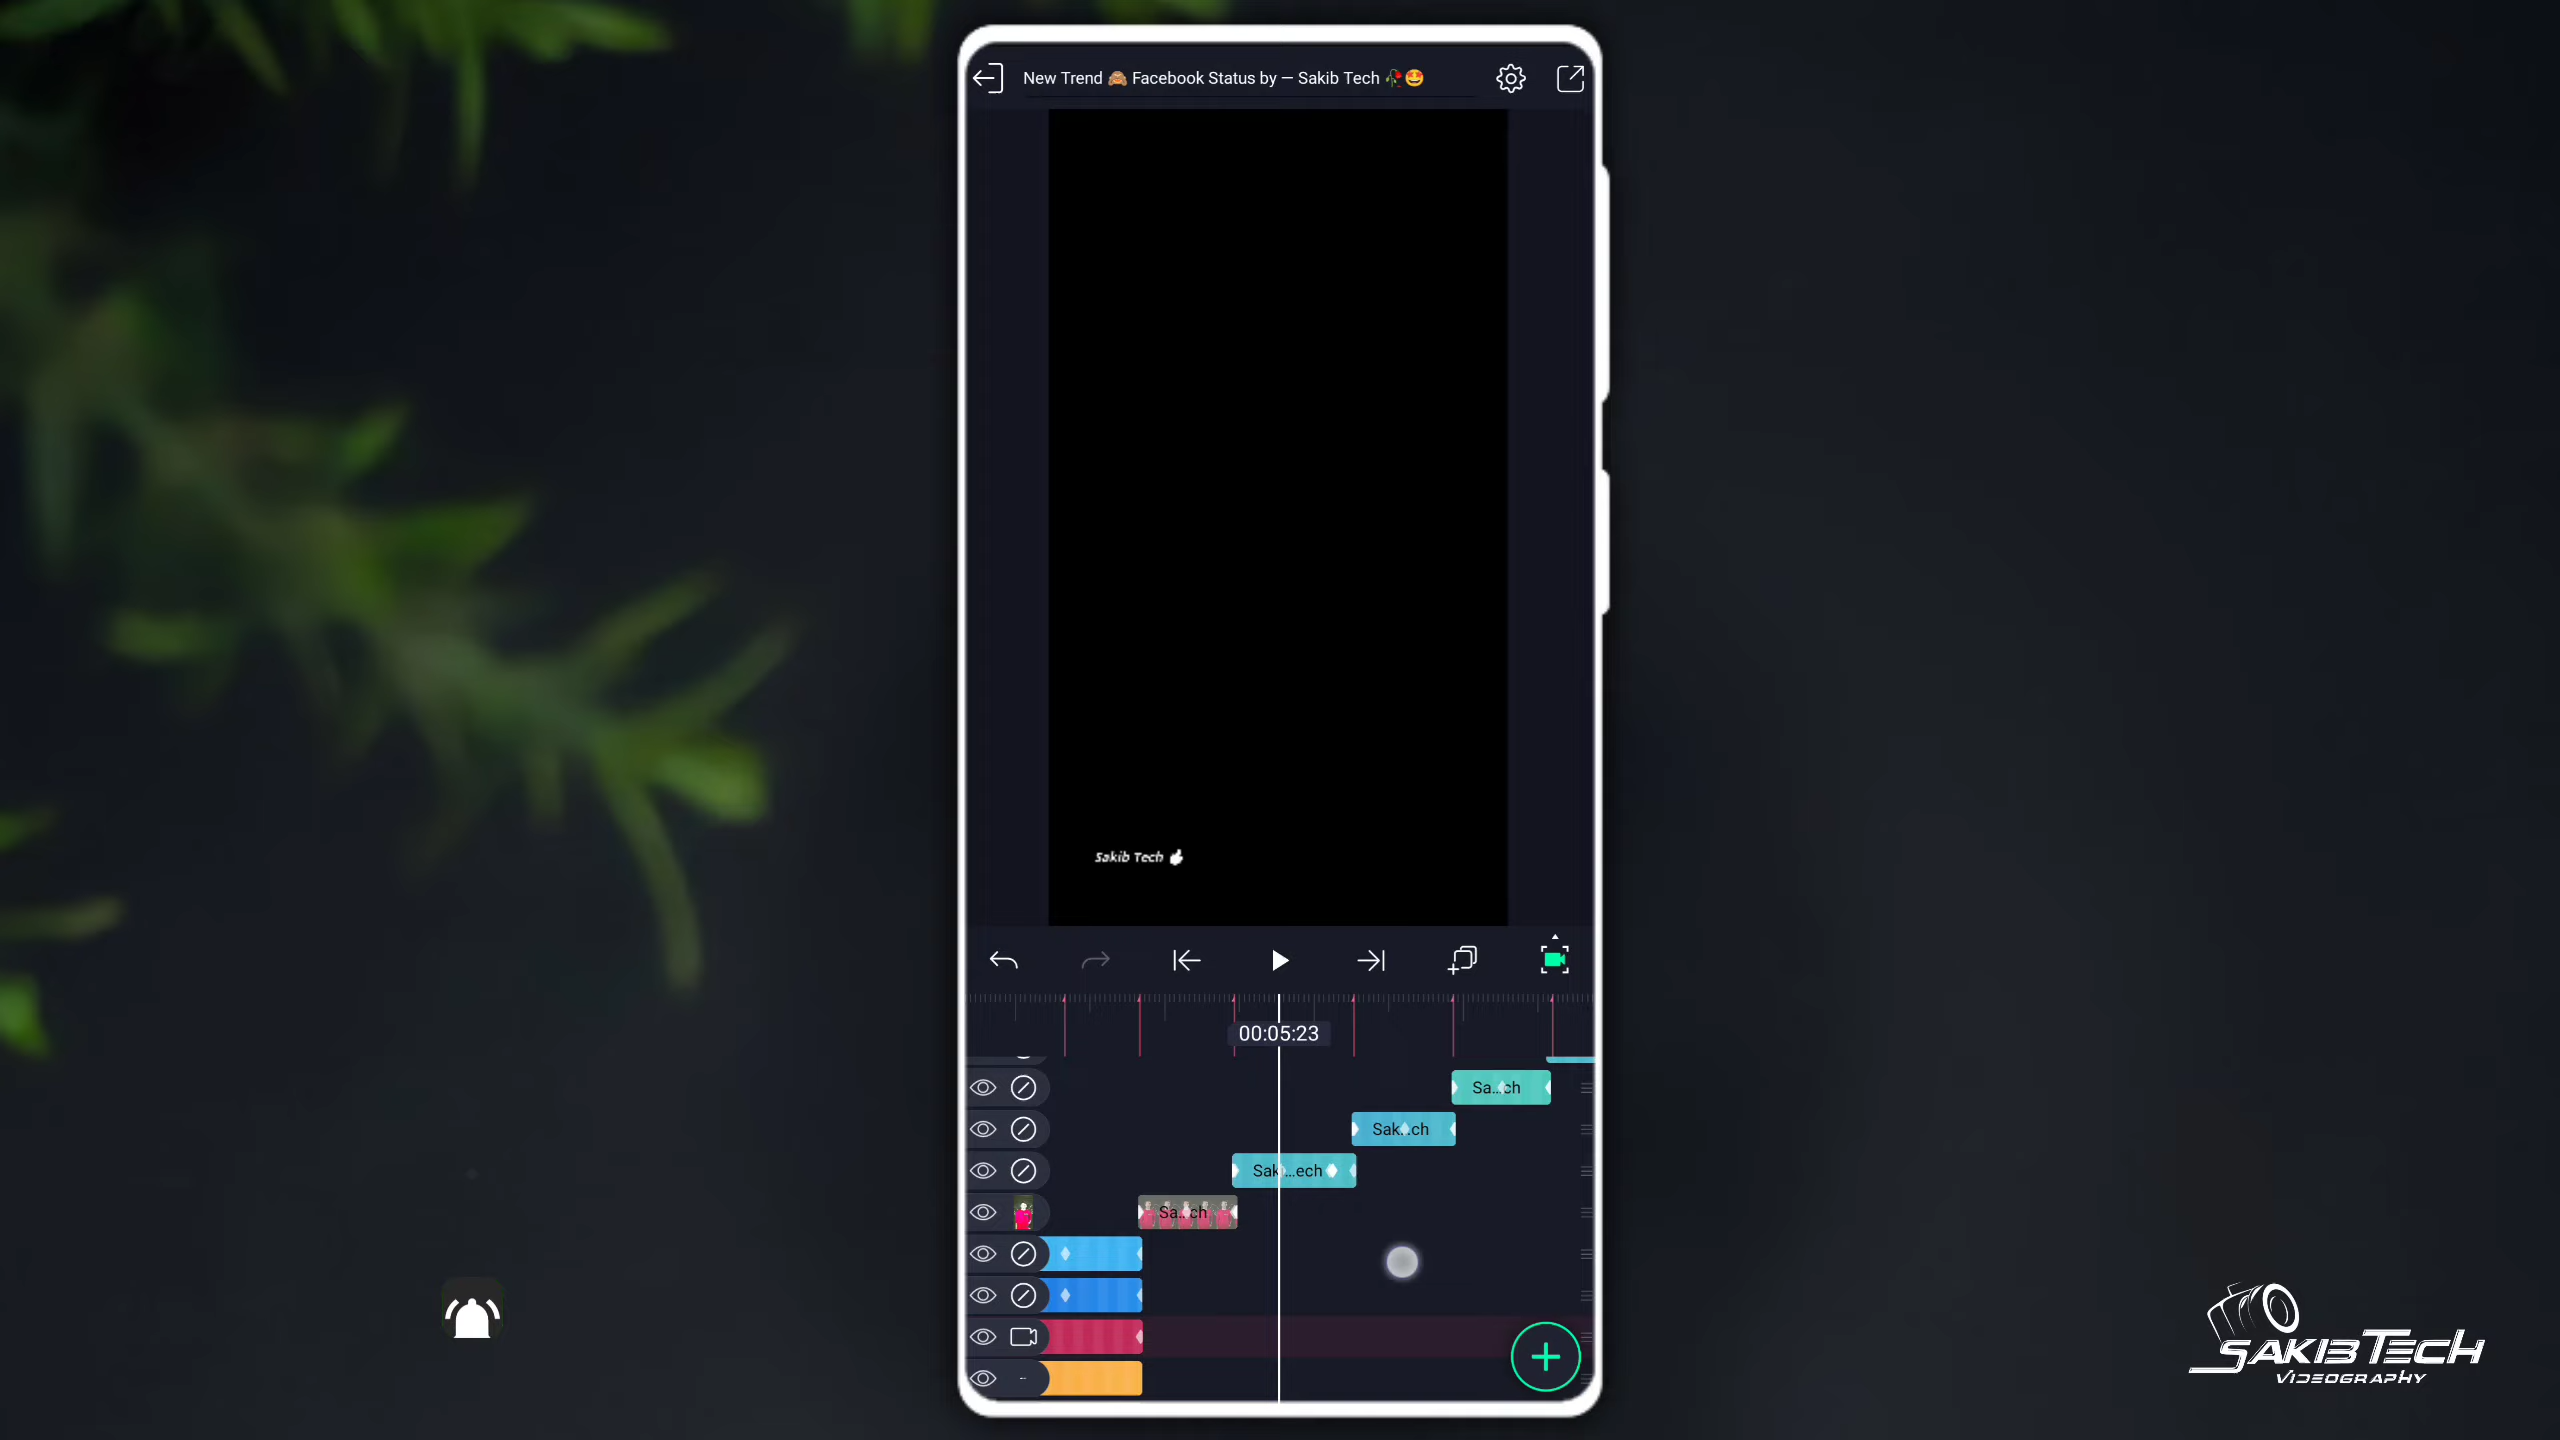 New Trend 🙈 Facebook Status by — Sakib Tech 🥀🤩
Sakib Tech
00:05:23
Sa...ch
Sak...ch
Sak...ech
Sa...ch
SAKIB TECH
VIDEOGRAPHY